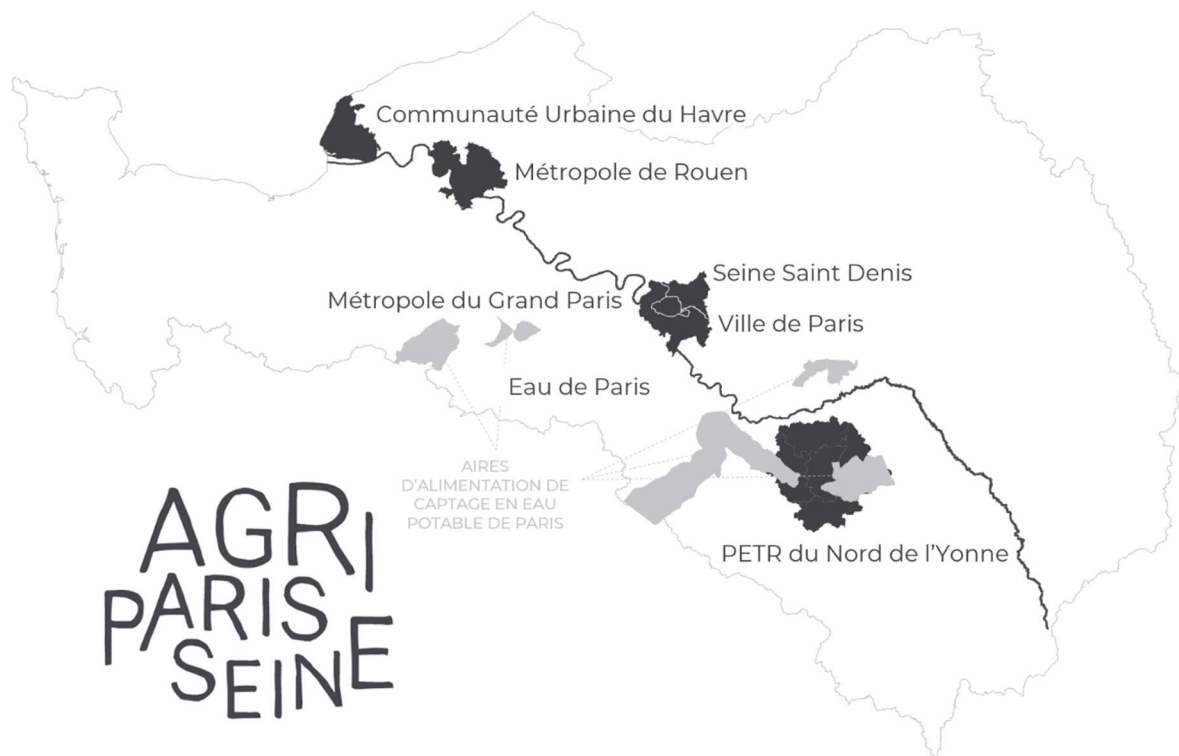 Communauté Urbaine du Havre
Métropole de Rouen
Seine Saint Denis
Métropole du Grand Paris
Ville de Paris
Eau de Paris
AIRES
D’ALIMENTATION DE
CAPTAGE EN EAU
POTABLE DE PARIS
PETR du Nord de l’Yonne
AGRI
PARIS
SEINE